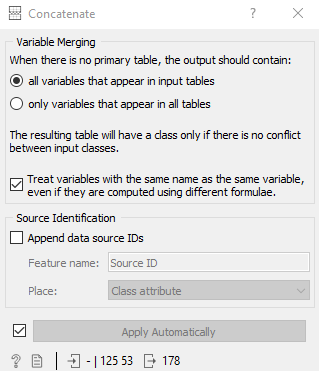 Concatenate
?
Variable Merging
When there is no primary table, the output should contain:
all variables that appear in input tables
only variables that appear in all tables
The resulting table will have a class only if there is no conflict
between input classes.
Treat variables with the same name as the same variable,
even if they are computed using different formulae.
Source Identification
Append data source IDs
Feature name: Source ID
Place: Class attribute
Apply Automatically
? - | 125 53 178